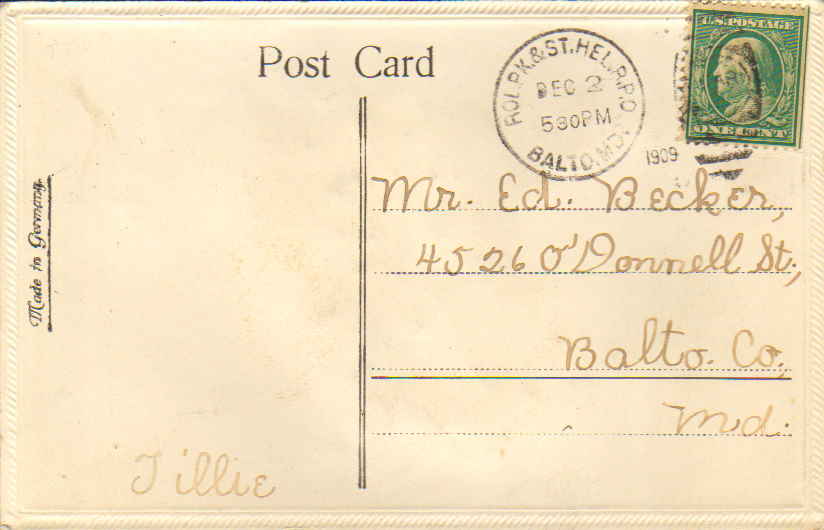 Post Card
ROL.PK.&ST.HEL.R.P.O.
DEC 2
530PM
BALTO.MD.
1909
U.S. POSTAGE
ONE CENT
Made in Germany
Mr. Ed. Becker,
4526 O'Donnell St.,
Balto. Co.,
Md.
Tillie